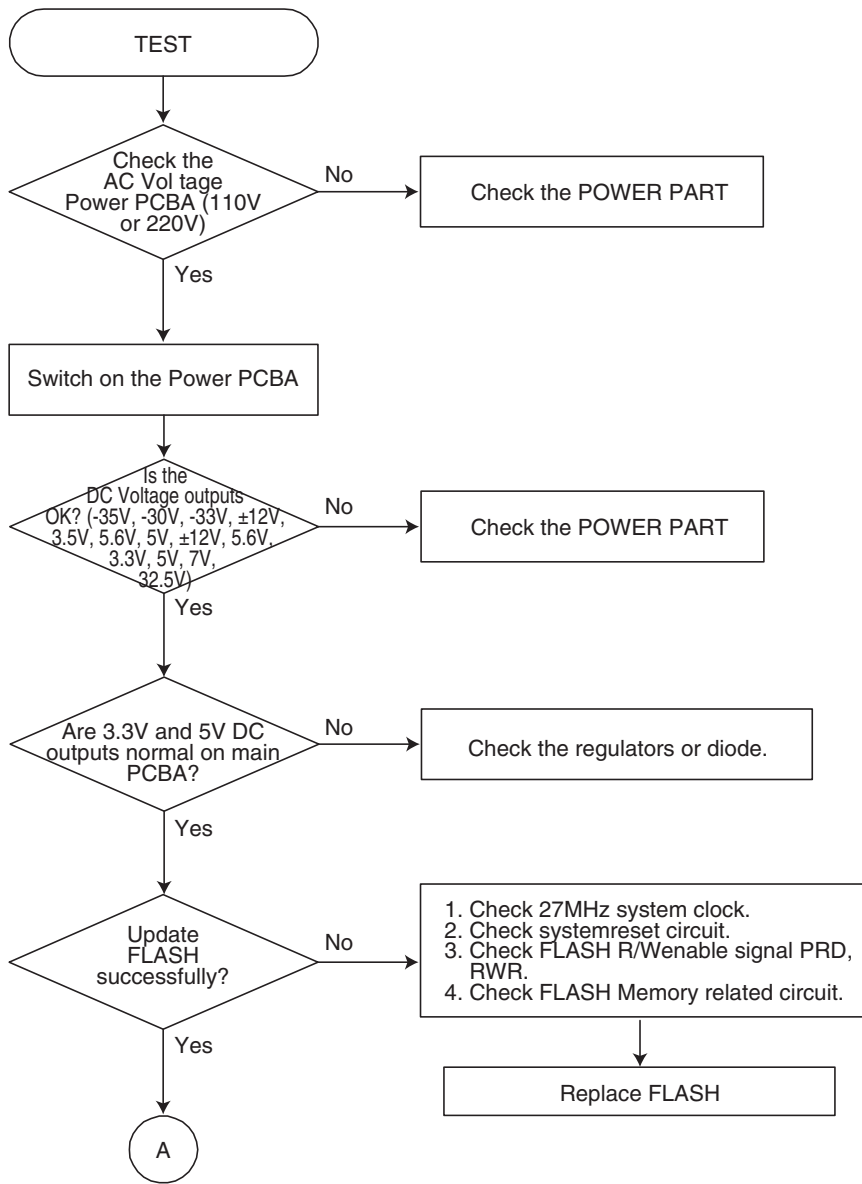 TEST
Check the
AC Vol tage
Power PCBA (110V
or 220V)
No
Check the POWER PART
Yes
Switch on the Power PCBA
Is the
DC Voltage outputs
OK? (-35V, -30V, -33V, ±12V,
3.5V, 5.6V, 5V, ±12V, 5.6V,
3.3V, 5V, 7V,
32.5V)
No
Check the POWER PART
Yes
Are 3.3V and 5V DC
outputs normal on main
PCBA?
No
Check the regulators or diode.
Yes
Update
FLASH
successfully?
No
1. Check 27MHz system clock.
2. Check systemreset circuit.
3. Check FLASH R/Wenable signal PRD,
RWR.
4. Check FLASH Memory related circuit.
Yes
Replace FLASH
A